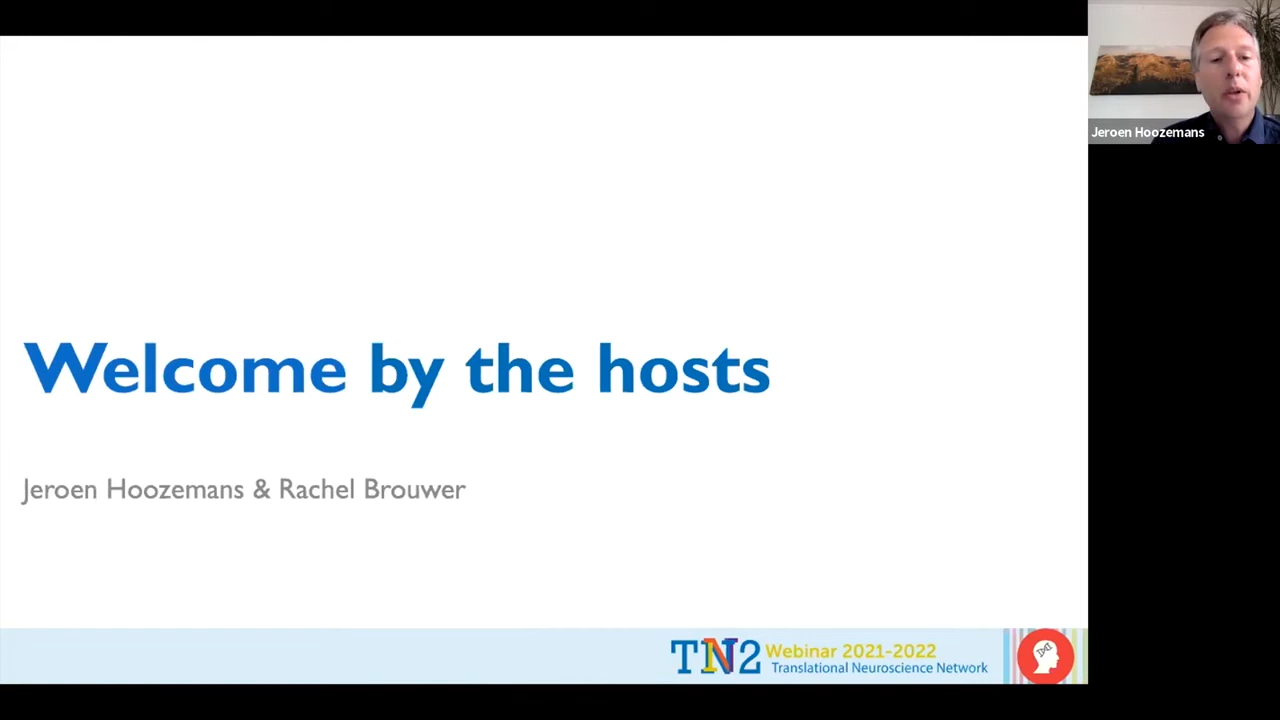 Jeroen Hoozemans
Welcome by the hosts
Jeroen Hoozemans & Rachel Brouwer
TN2 Webinar 2021-2022
Translational Neuroscience Network